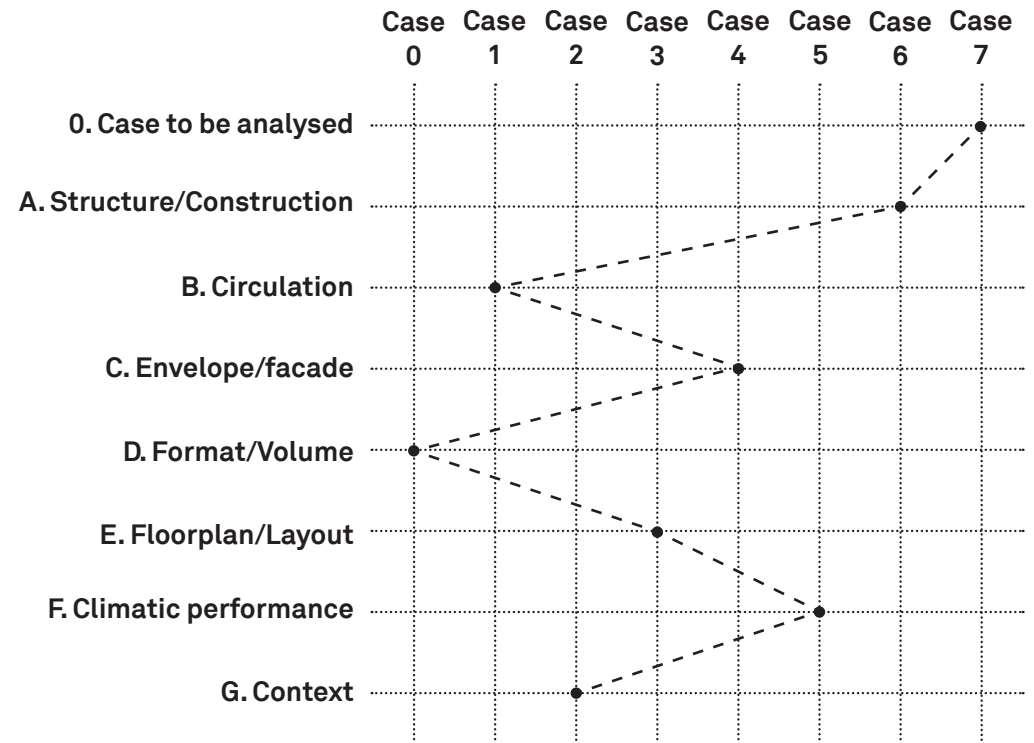 Case Case Case Case Case Case Case Case
0 1 2 3 4 5 6 7
0. Case to be analysed
A. Structure/Construction
B. Circulation
C. Envelope/facade
D. Format/Volume
E. Floorplan/Layout
F. Climatic performance
G. Context